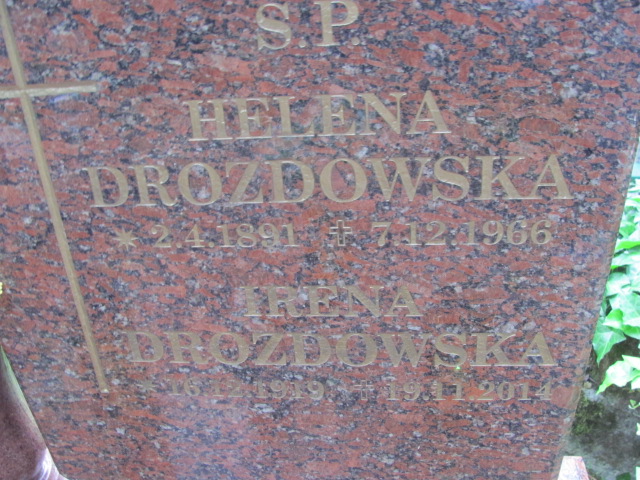 S.P.
HELENA
DROZDOWSKA
* 2.4.1891 ✝ 7.12.1966
IRENA
DROZDOWSKA
* 16.12.1919 ✝ 19.11.2014